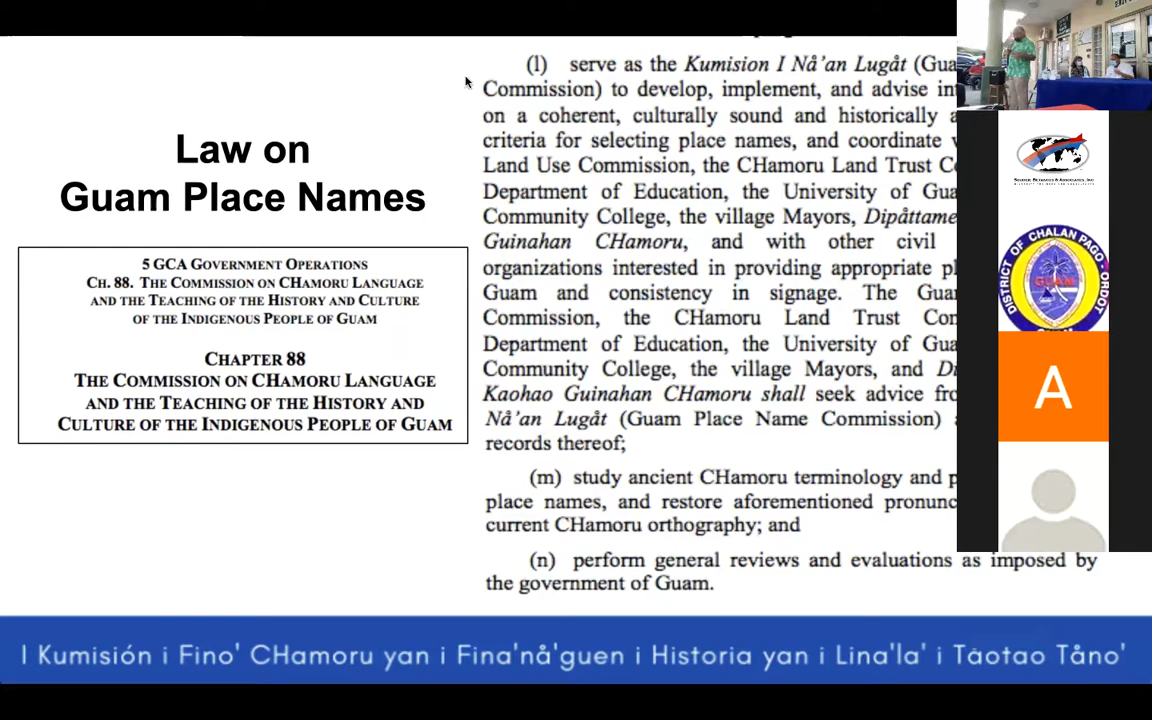 Law on
Guam Place Names
5 GCA GOVERNMENT OPERATIONS
CH. 88. THE COMMISSION ON CHAMORU LANGUAGE
AND THE TEACHING OF THE HISTORY AND CULTURE
OF THE INDIGENOUS PEOPLE OF GUAM
CHAPTER 88
THE COMMISSION ON CHAMORU LANGUAGE
AND THE TEACHING OF THE HISTORY AND
CULTURE OF THE INDIGENOUS PEOPLE OF GUAM
(l) serve as the Kumision I Nå'an Lugåt
Commission) to develop, implement, and advise
on a coherent, culturally sound and historically
criteria for selecting place names, and coordinate
Land Use Commission, the CHamoru Land Trust
Department of Education, the University of
Community College, the village Mayors,
Guinahan CHamoru, and with other civil
organizations interested in providing appropriate
Guam and consistency in signage. The
Commission, the CHamoru Land Trust
Department of Education, the University of
Community College, the village Mayors, and
Kaohao Guinahan CHamoru shall seek advice
Nå'an Lugåt (Guam Place Name Commission)
records thereof;
(m) study ancient CHamoru terminology and
place names, and restore aforementioned
current CHamoru orthography; and
(n) perform general reviews and evaluations as imposed by
the government of Guam.
DISTRICT OF CHALAN PAGO - ORDOT
GUAM
A
I Kumisión i Fino' CHamoru yan i Fina'nå'guen i Historia yan i Lina'la' i Tåotao Tåno'